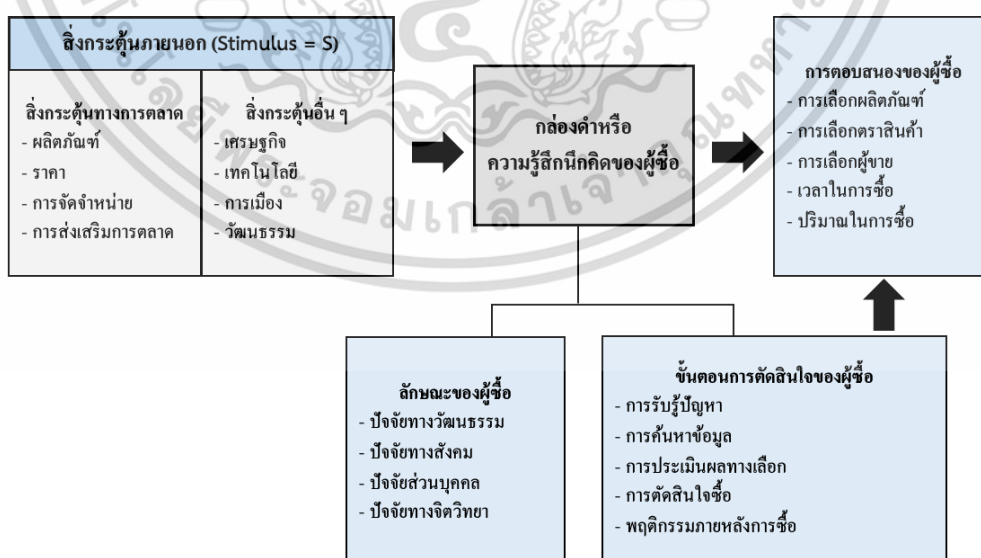 สิ่งกระตุ้นภายนอก (Stimulus = S)
สิ่งกระตุ้นทางการตลาด
- ผลิตภัณฑ์
- ราคา
- การจัดจำหน่าย
- การส่งเสริมการตลาด
สิ่งกระตุ้นอื่น ๆ
- เศรษฐกิจ
- เทคโนโลยี
- การเมือง
- วัฒนธรรม
กล่องดำหรือ
ความรู้สึกนึกคิดของผู้ซื้อ
การตอบสนองของผู้ซื้อ
- การเลือกผลิตภัณฑ์
- การเลือกตราสินค้า
- การเลือกผู้ขาย
- เวลาในการซื้อ
- ปริมาณในการซื้อ
ลักษณะของผู้ซื้อ
- ปัจจัยทางวัฒนธรรม
- ปัจจัยทางสังคม
- ปัจจัยส่วนบุคคล
- ปัจจัยทางจิตวิทยา
ขั้นตอนการตัดสินใจของผู้ซื้อ
- การรับรู้ปัญหา
- การค้นหาข้อมูล
- การประเมินผลทางเลือก
- การตัดสินใจซื้อ
- พฤติกรรมภายหลังการซื้อ